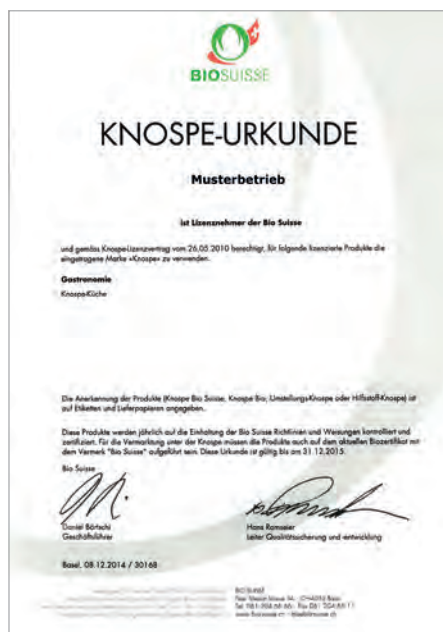 BIOSUISSE
KNOSPE-URKUNDE
Musterbetrieb
ist Lizenznehmer der Bio Suisse
und gemäss Knospe-Lizenzvertrag vom 26.05.2010 berechtigt, für folgende lizenzierte Produkte die
eingetragene Marke «Knospe» zu verwenden.
Gastronomie
Knospe-Küche
Die Anerkennung der Produkte (Knospe Bio Suisse, Knospe Bio, Umstellungs-Knospe oder Hilfsstoff-Knospe) ist
auf Etiketten und Lieferpapieren angegeben.
Diese Produkte werden jährlich auf die Einhaltung der Bio Suisse Richtlinien und Weisungen kontrolliert und
zertifiziert. Für die Vermarktung unter der Knospe müssen die Produkte auch auf dem aktuellen Biozertifikat mit
dem Vermerk "Bio Suisse" aufgeführt sein. Diese Urkunde ist gültig bis am 31.12.2015.
Bio Suisse
Daniel Bärtschi Hans Ramseier
Geschäftsführer Leiter Qualitätssicherung und -entwicklung
Basel, 08.12.2014 / 30168
BIO SUISSE